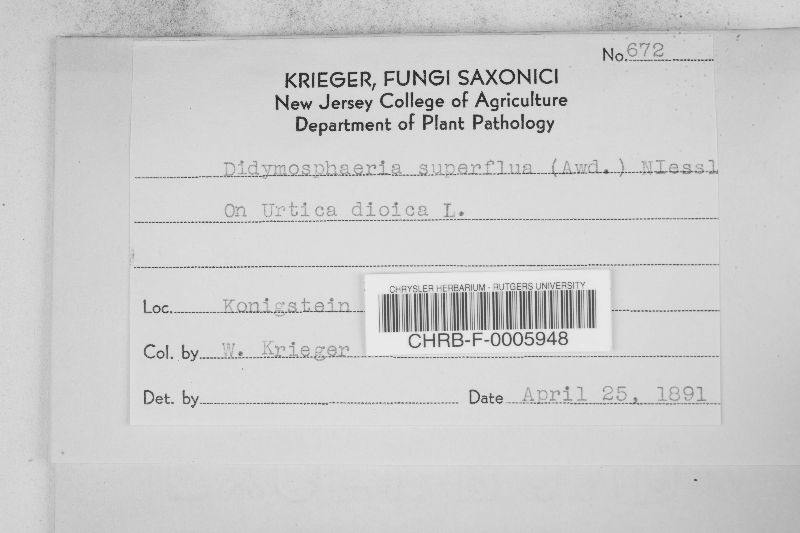 No. 672
KRIEGER, FUNGI SAXONICI
New Jersey College of Agriculture
Department of Plant Pathology
Didymosphaeria superflua (Awd.) NIessl
On Urtica dioica L.
Loc. Konigstein
CHRYSLER HERBARIUM - RUTGERS UNIVERSITY
CHRB-F-0005948
Col. by W. Krieger
Det. by Date April 25, 1891